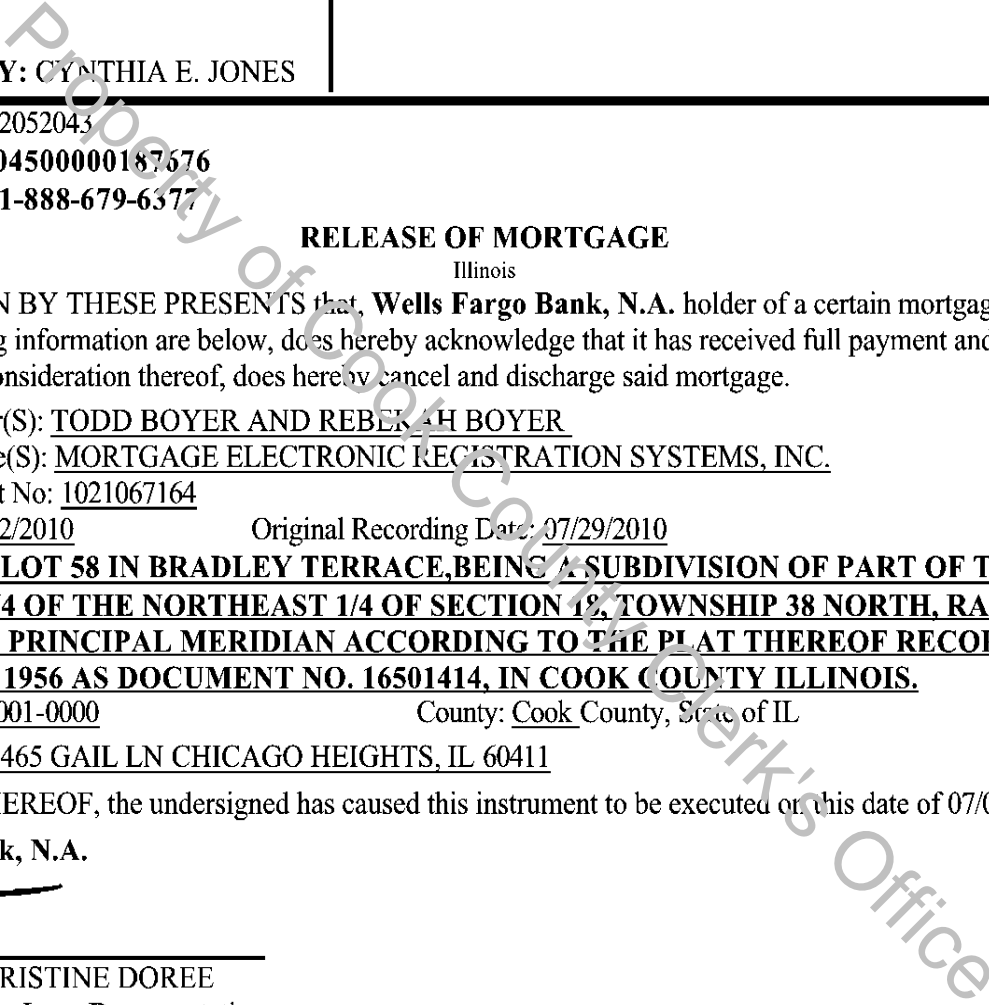 Y: CYNTHIA E. JONES
2052043
04500000187676
1-888-679-6377
RELEASE OF MORTGAGE
Illinois
N BY THESE PRESENTS that, Wells Fargo Bank, N.A. holder of a certain mortgag
g information are below, does hereby acknowledge that it has received full payment and
onsideration thereof, does hereby cancel and discharge said mortgage.
r(S): TODD BOYER AND REBEKAH BOYER
e(S): MORTGAGE ELECTRONIC REGISTRATION SYSTEMS, INC.
t No: 1021067164
2/2010 Original Recording Date: 07/29/2010
LOT 58 IN BRADLEY TERRACE,BEING A SUBDIVISION OF PART OF T
/4 OF THE NORTHEAST 1/4 OF SECTION 18, TOWNSHIP 38 NORTH, RA
PRINCIPAL MERIDIAN ACCORDING TO THE PLAT THEREOF RECO
1956 AS DOCUMENT NO. 16501414, IN COOK COUNTY ILLINOIS.
001-0000 County: Cook County, State of IL
465 GAIL LN CHICAGO HEIGHTS, IL 60411
HEREOF, the undersigned has caused this instrument to be executed on this date of 07/0
k, N.A.
RISTINE DOREE
Property of Cook County Clerk's Office